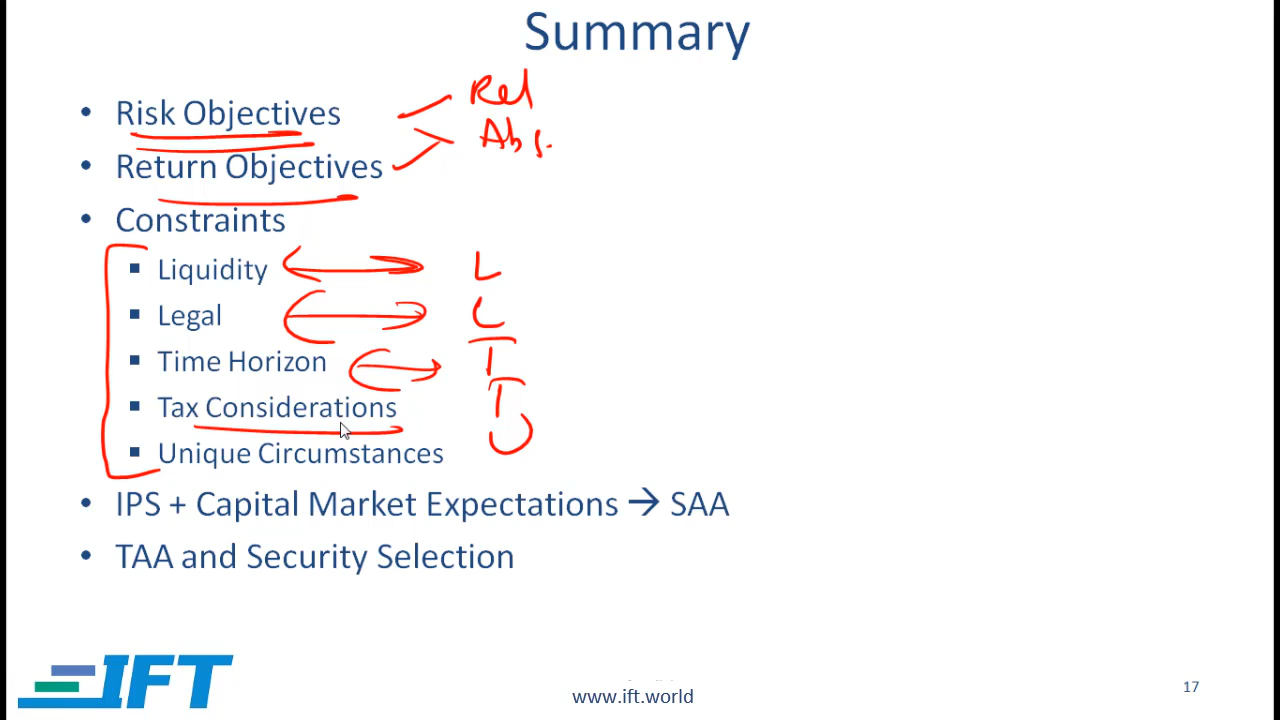 Summary
• Risk Objectives
Rel
Abs.
• Return Objectives
• Constraints
▪ Liquidity L
▪ Legal L
▪ Time Horizon T
▪ Tax Considerations T
▪ Unique Circumstances U
• IPS + Capital Market Expectations → SAA
• TAA and Security Selection
IFT
www.ift.world
17